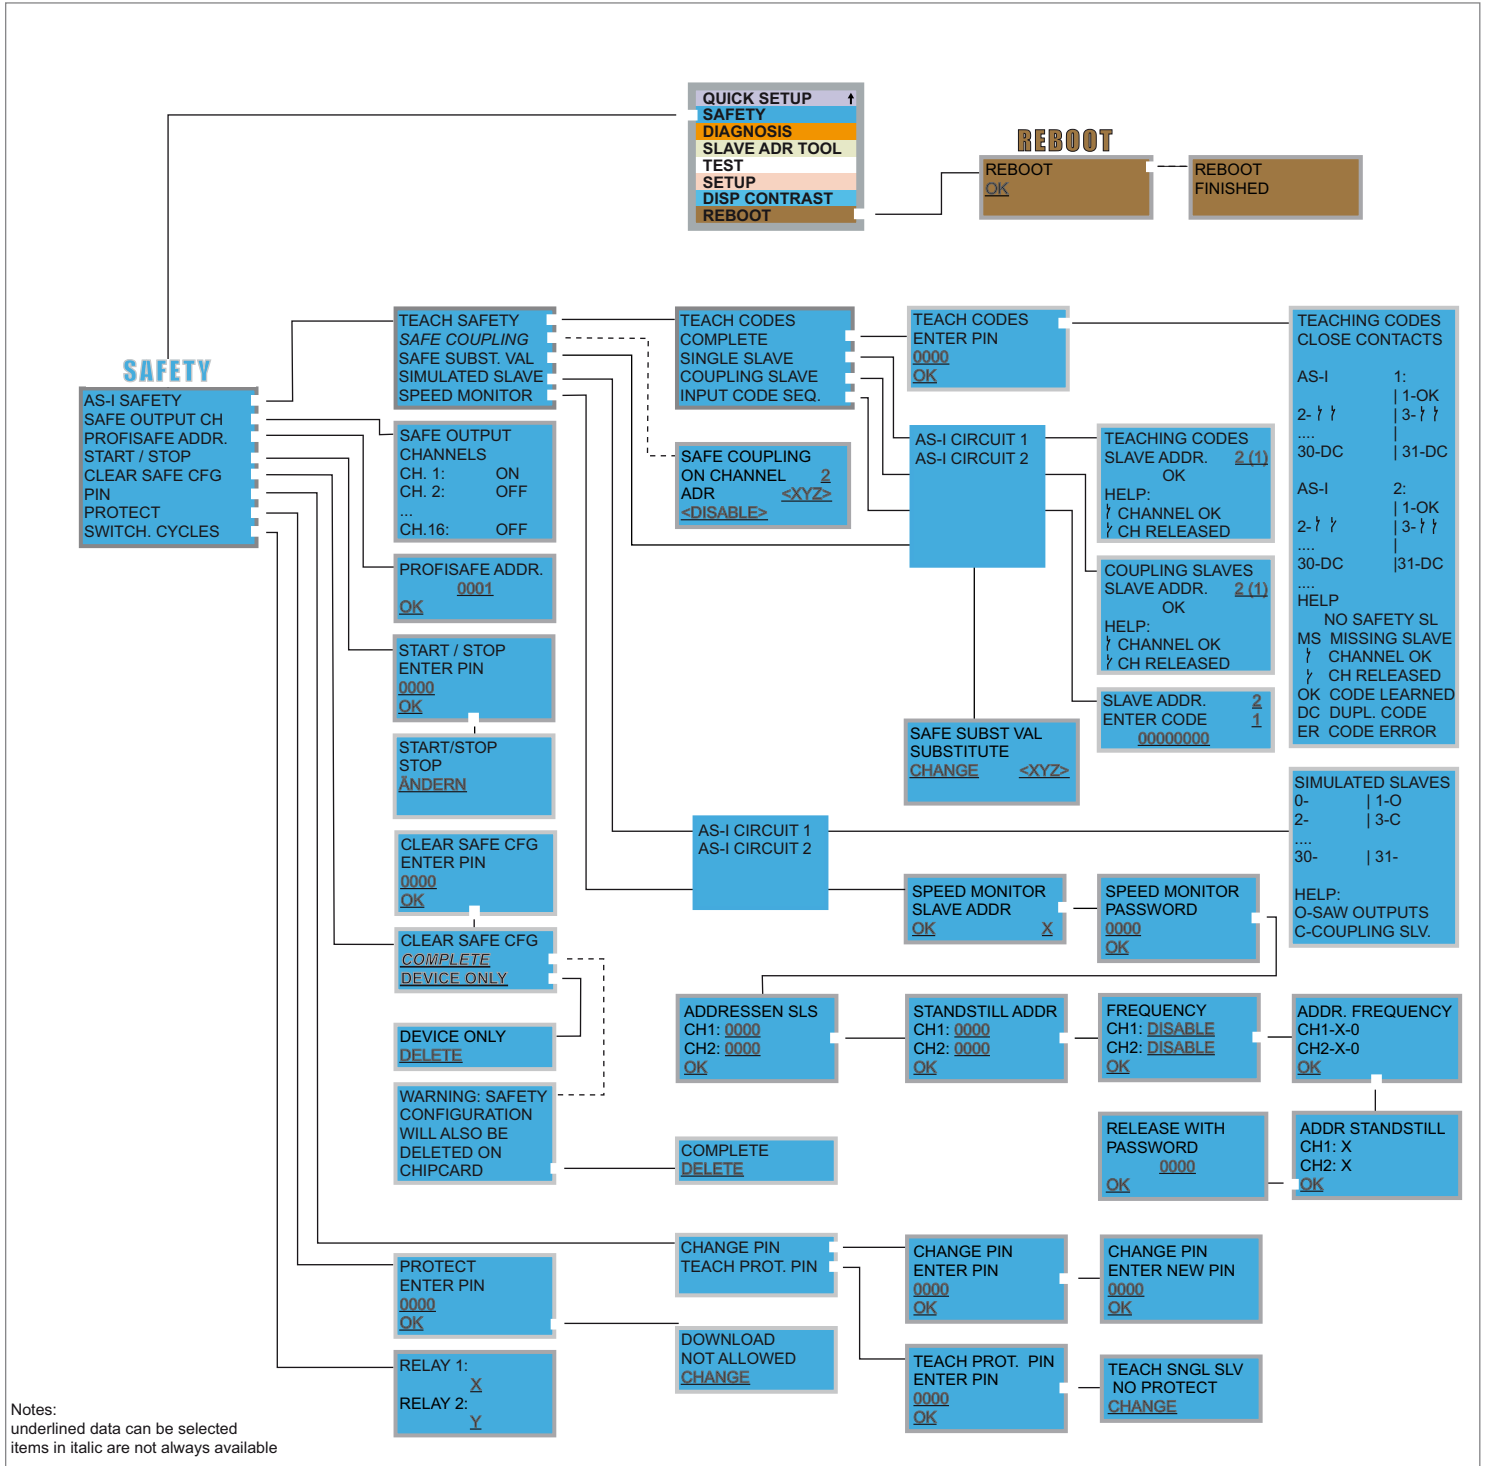 QUICK SETUP
SAFETY
DIAGNOSIS
SLAVE ADR TOOL
TEST
SETUP
DISP CONTRAST
REBOOT
REBOOT
REBOOT
OK
REBOOT
FINISHED
SAFETY
AS-I SAFETY
SAFE OUTPUT CH
PROFISAFE ADDR.
START / STOP
CLEAR SAFE CFG
PIN
PROTECT
SWITCH. CYCLES
TEACH SAFETY
SAFE COUPLING
SAFE SUBST. VAL
SIMULATED SLAVE
SPEED MONITOR
TEACH CODES
COMPLETE
SINGLE SLAVE
COUPLING SLAVE
INPUT CODE SEQ.
TEACH CODES
ENTER PIN
0000
OK
TEACHING CODES
CLOSE CONTACTS
AS-I 1:
| 1-OK
2- | 3-
.... |
30-DC | 31-DC
AS-I 2:
| 1-OK
2- | 3-
.... |
30-DC |31-DC
....
HELP
NO SAFETY SL
MS MISSING SLAVE
CHANNEL OK
CH RELEASED
OK CODE LEARNED
DC DUPL. CODE
ER CODE ERROR
SAFE OUTPUT
CHANNELS
CH. 1: ON
CH. 2: OFF
...
CH.16: OFF
SAFE COUPLING
ON CHANNEL 2
ADR <XYZ>
<DISABLE>
AS-I CIRCUIT 1
AS-I CIRCUIT 2
TEACHING CODES
SLAVE ADDR. 2 (1)
OK
HELP:
CHANNEL OK
CH RELEASED
COUPLING SLAVES
SLAVE ADDR. 2 (1)
OK
HELP:
CHANNEL OK
CH RELEASED
SLAVE ADDR. 2
ENTER CODE 1
00000000
PROFISAFE ADDR.
0001
OK
START / STOP
ENTER PIN
0000
OK
START/STOP
STOP
ÄNDERN
SAFE SUBST VAL
SUBSTITUTE
CHANGE <XYZ>
SIMULATED SLAVES
0- | 1-O
2- | 3-C
....
30- | 31-
HELP:
O-SAW OUTPUTS
C-COUPLING SLV.
AS-I CIRCUIT 1
AS-I CIRCUIT 2
CLEAR SAFE CFG
ENTER PIN
0000
OK
CLEAR SAFE CFG
COMPLETE
DEVICE ONLY
SPEED MONITOR
SLAVE ADDR
OK X
SPEED MONITOR
PASSWORD
0000
OK
DEVICE ONLY
DELETE
ADDRESSEN SLS
CH1: 0000
CH2: 0000
OK
STANDSTILL ADDR
CH1: 0000
CH2: 0000
OK
FREQUENCY
CH1: DISABLE
CH2: DISABLE
OK
ADDR. FREQUENCY
CH1-X-0
CH2-X-0
OK
WARNING: SAFETY
CONFIGURATION
WILL ALSO BE
DELETED ON
CHIPCARD
COMPLETE
DELETE
RELEASE WITH
PASSWORD
0000
OK
ADDR STANDSTILL
CH1: X
CH2: X
OK
CHANGE PIN
TEACH PROT. PIN
CHANGE PIN
ENTER PIN
0000
OK
CHANGE PIN
ENTER NEW PIN
0000
OK
PROTECT
ENTER PIN
0000
OK
DOWNLOAD
NOT ALLOWED
CHANGE
TEACH PROT. PIN
ENTER PIN
0000
OK
TEACH SNGL SLV
NO PROTECT
CHANGE
RELAY 1:
X
RELAY 2:
Y
Notes:
underlined data can be selected
items in italic are not always available